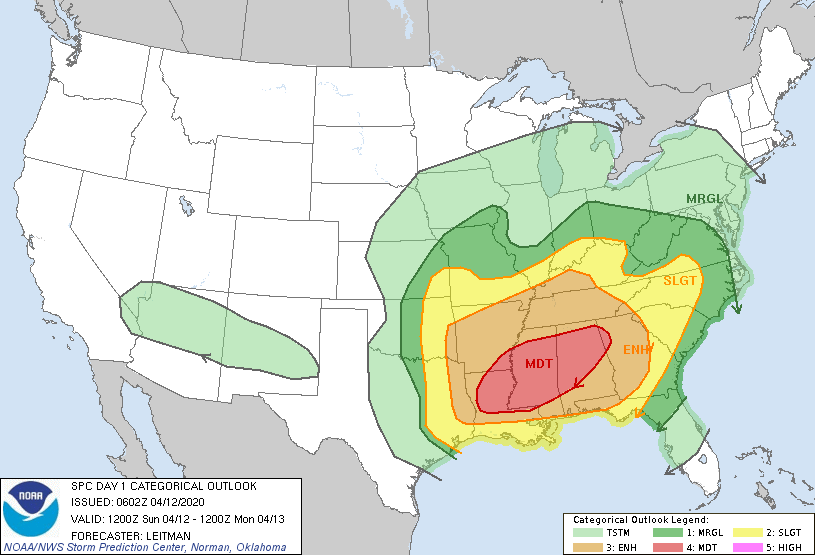 MRGL
SLGT
ENH
MDT
NOAA
SPC DAY 1 CATEGORICAL OUTLOOK
ISSUED: 0602Z 04/12/2020
VALID: 1200Z Sun 04/12 - 1200Z Mon 04/13
FORECASTER: LEITMAN
NOAA/NWS Storm Prediction Center, Norman, Oklahoma
Categorical Outlook Legend:
TSTM 1: MRGL 2: SLGT
3: ENH 4: MDT 5: HIGH